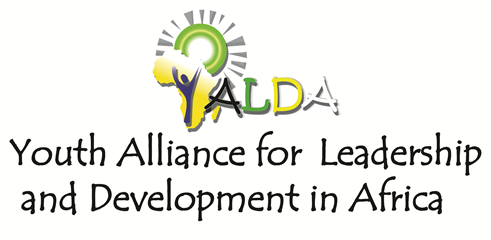 YALDA
Youth Alliance for Leadership
and Development in Africa